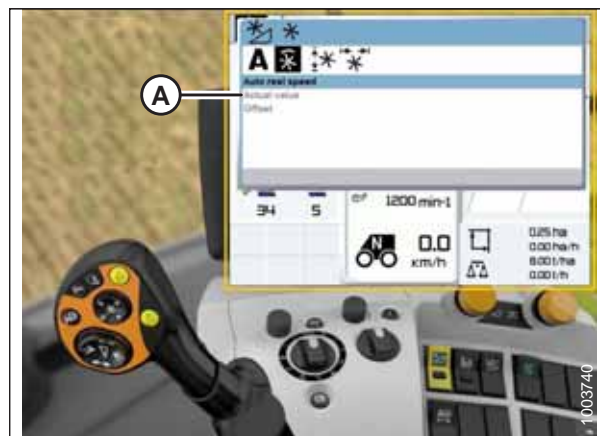 A
Auto reel speed
Actual value
Offset
A
34
5
1200 min-1
N
0.0
km/h
0.25 ha
0.00 ha/h
8.00 l/ha
0.00 l/h
1003740